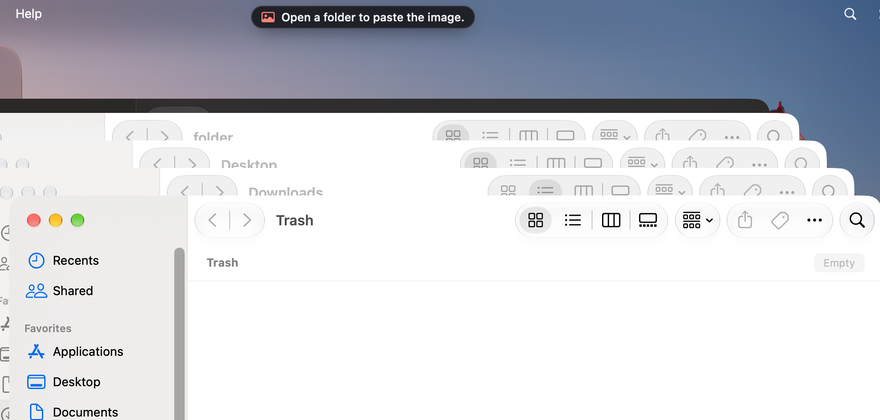 Help
Open a folder to paste the image.
folder
Desktop
Downloads
Trash
Recents
Trash
Empty
Shared
Favorites
Applications
Desktop
Documents